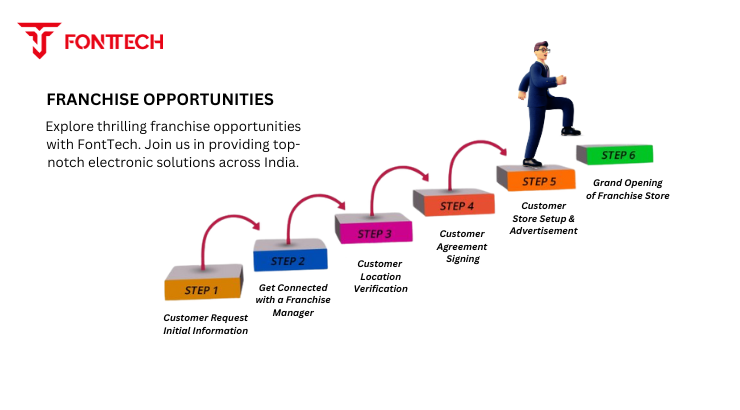 FONTTECH
FRANCHISE OPPORTUNITIES
Explore thrilling franchise opportunities
with FontTech. Join us in providing top-
notch electronic solutions across India.
STEP 1
Customer Request
Initial Information
STEP 2
Get Connected
with a Franchise
Manager
STEP 3
Customer
Location
Verification
STEP 4
Customer
Agreement
Signing
STEP 5
Customer
Store Setup &
Advertisement
STEP 6
Grand Opening
of Franchise Store